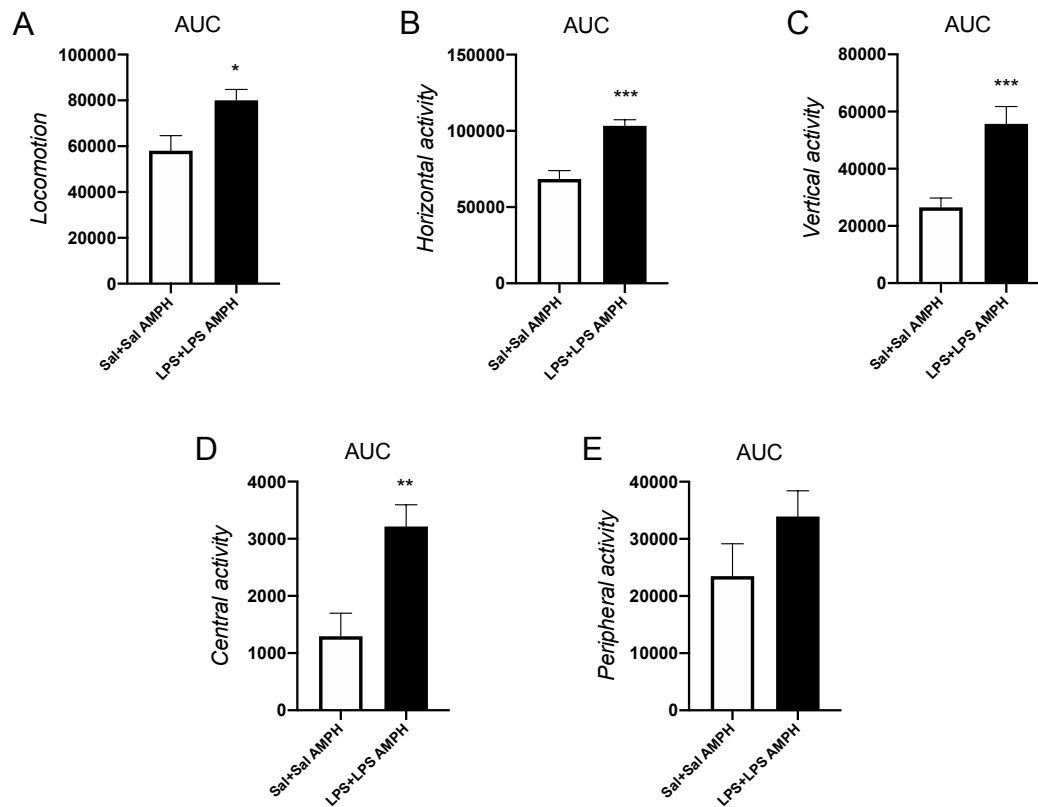 A
AUC
Locomotion
100000
*
80000
60000
40000
20000
0
Sal+Sal AMPH
LPS+LPS AMPH
B
AUC
Horizontal activity
150000
***
100000
50000
0
Sal+Sal AMPH
LPS+LPS AMPH
C
AUC
Vertical activity
80000
***
60000
40000
20000
0
Sal+Sal AMPH
LPS+LPS AMPH
D
AUC
Central activity
4000
**
3000
2000
1000
0
Sal+Sal AMPH
LPS+LPS AMPH
E
AUC
Peripheral activity
40000
30000
20000
10000
0
Sal+Sal AMPH
LPS+LPS AMPH